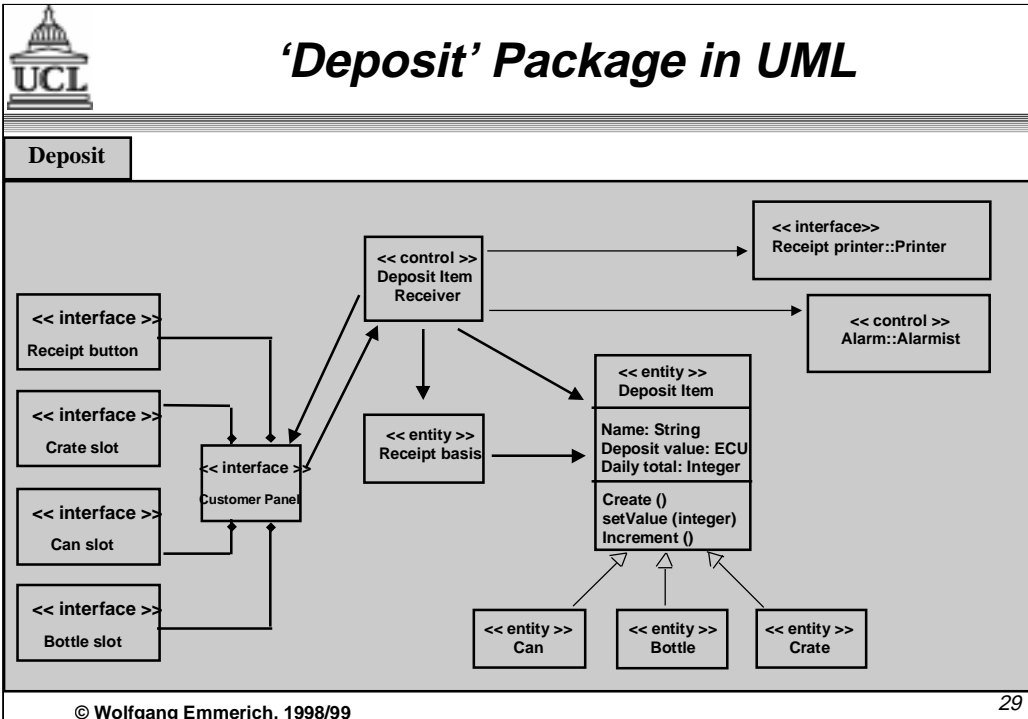 UCL
‘Deposit’ Package in UML
Deposit
<< interface>>
Receipt printer::Printer
<< control >>
Deposit Item
Receiver
<< interface >>
Receipt button
<< control >>
Alarm::Alarmist
<< entity >>
Deposit Item
<< interface >>
Crate slot
<< entity >>
Receipt basis
Name: String
Deposit value: ECU
Daily total: Integer
<< interface >>
Customer Panel
Create ()
setValue (integer)
Increment ()
<< interface >>
Can slot
<< interface >>
Bottle slot
<< entity >>
Can
<< entity >>
Bottle
<< entity >>
Crate
© Wolfgang Emmerich, 1998/99
29